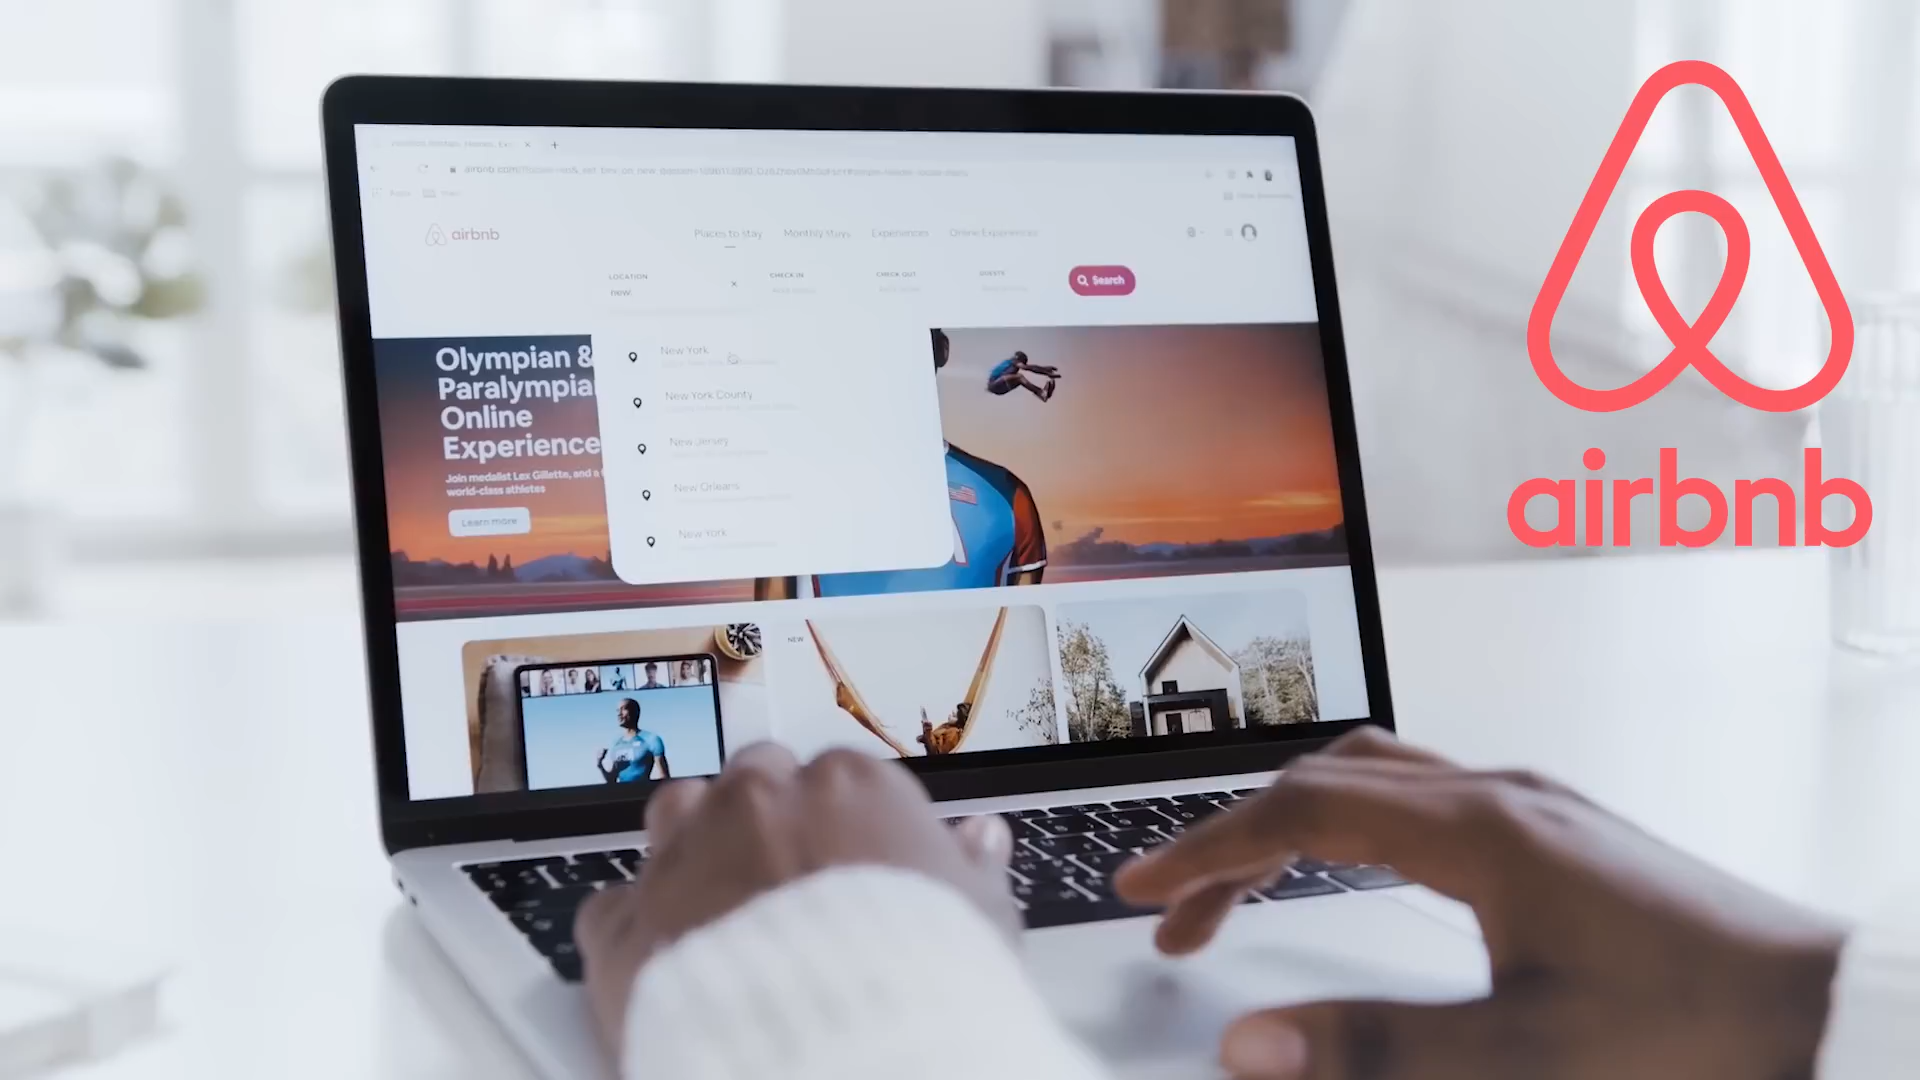 airbnb
airbnb
Places to stay
Monthly stays
Experiences
Online Experiences
LOCATION
new
CHECK IN
CHECK OUT
GUESTS
Search
Olympian &
Paralympia
Online
Experience
Join medalist Lex Gillette, and a
world-class athletes
Learn more
New York
New York County
New Jersey
New Orleans
New York
NEW